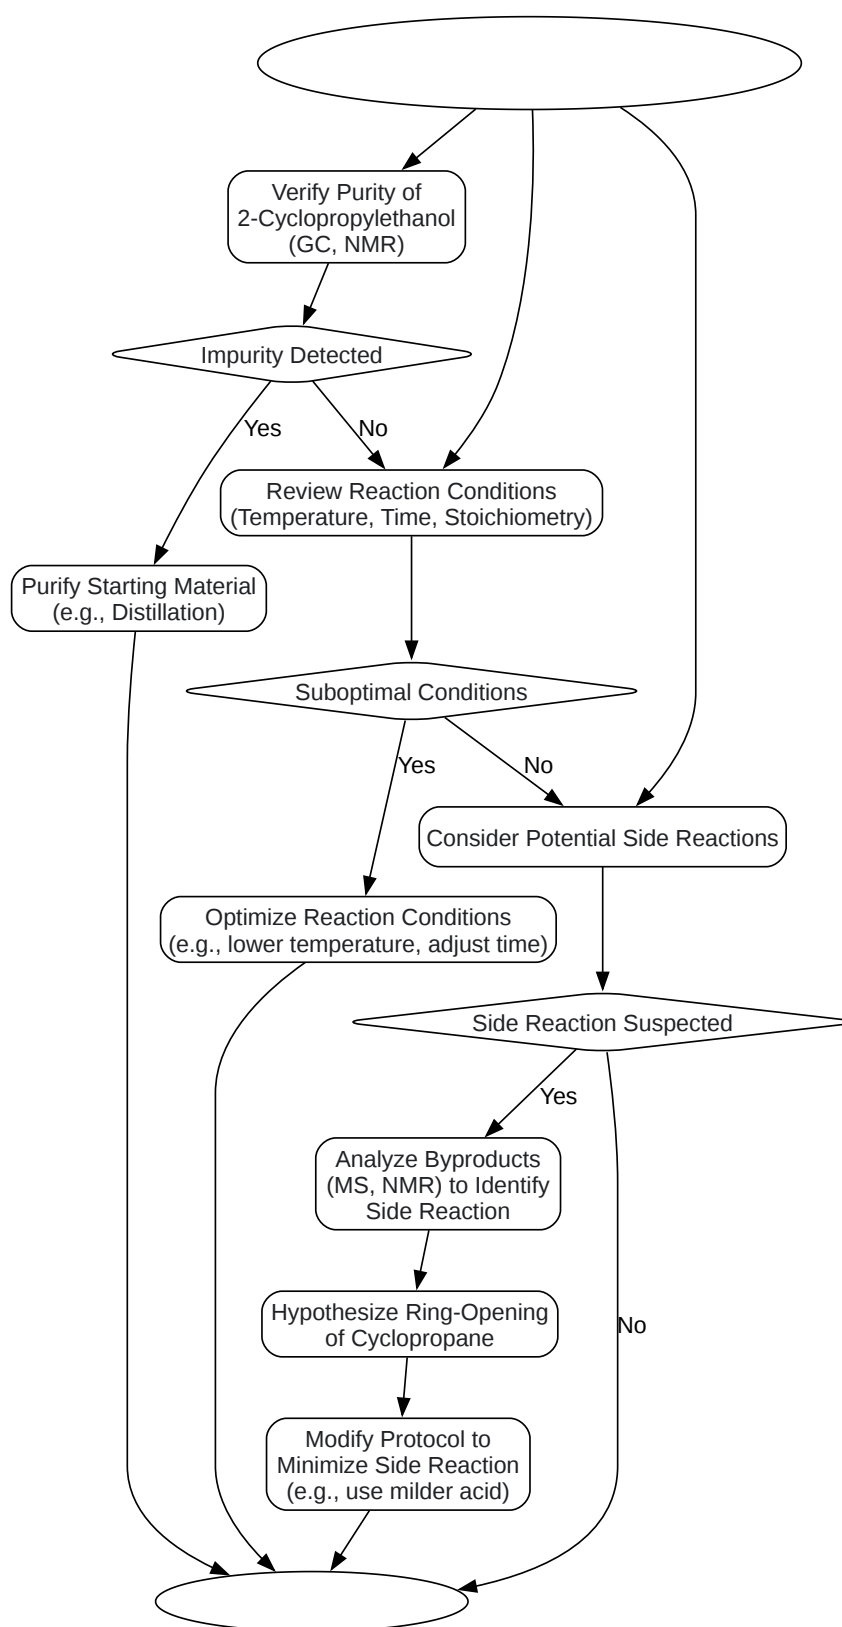 Verify Purity of
2-Cyclopropylethanol
(GC, NMR)
Impurity Detected
Yes
No
Review Reaction Conditions
(Temperature, Time, Stoichiometry)
Purify Starting Material
(e.g., Distillation)
Suboptimal Conditions
Yes
No
Consider Potential Side Reactions
Optimize Reaction Conditions
(e.g., lower temperature, adjust time)
Side Reaction Suspected
Yes
Analyze Byproducts
(MS, NMR) to Identify
Side Reaction
Hypothesize Ring-Opening
of Cyclopropane
No
Modify Protocol to
Minimize Side Reaction
(e.g., use milder acid)